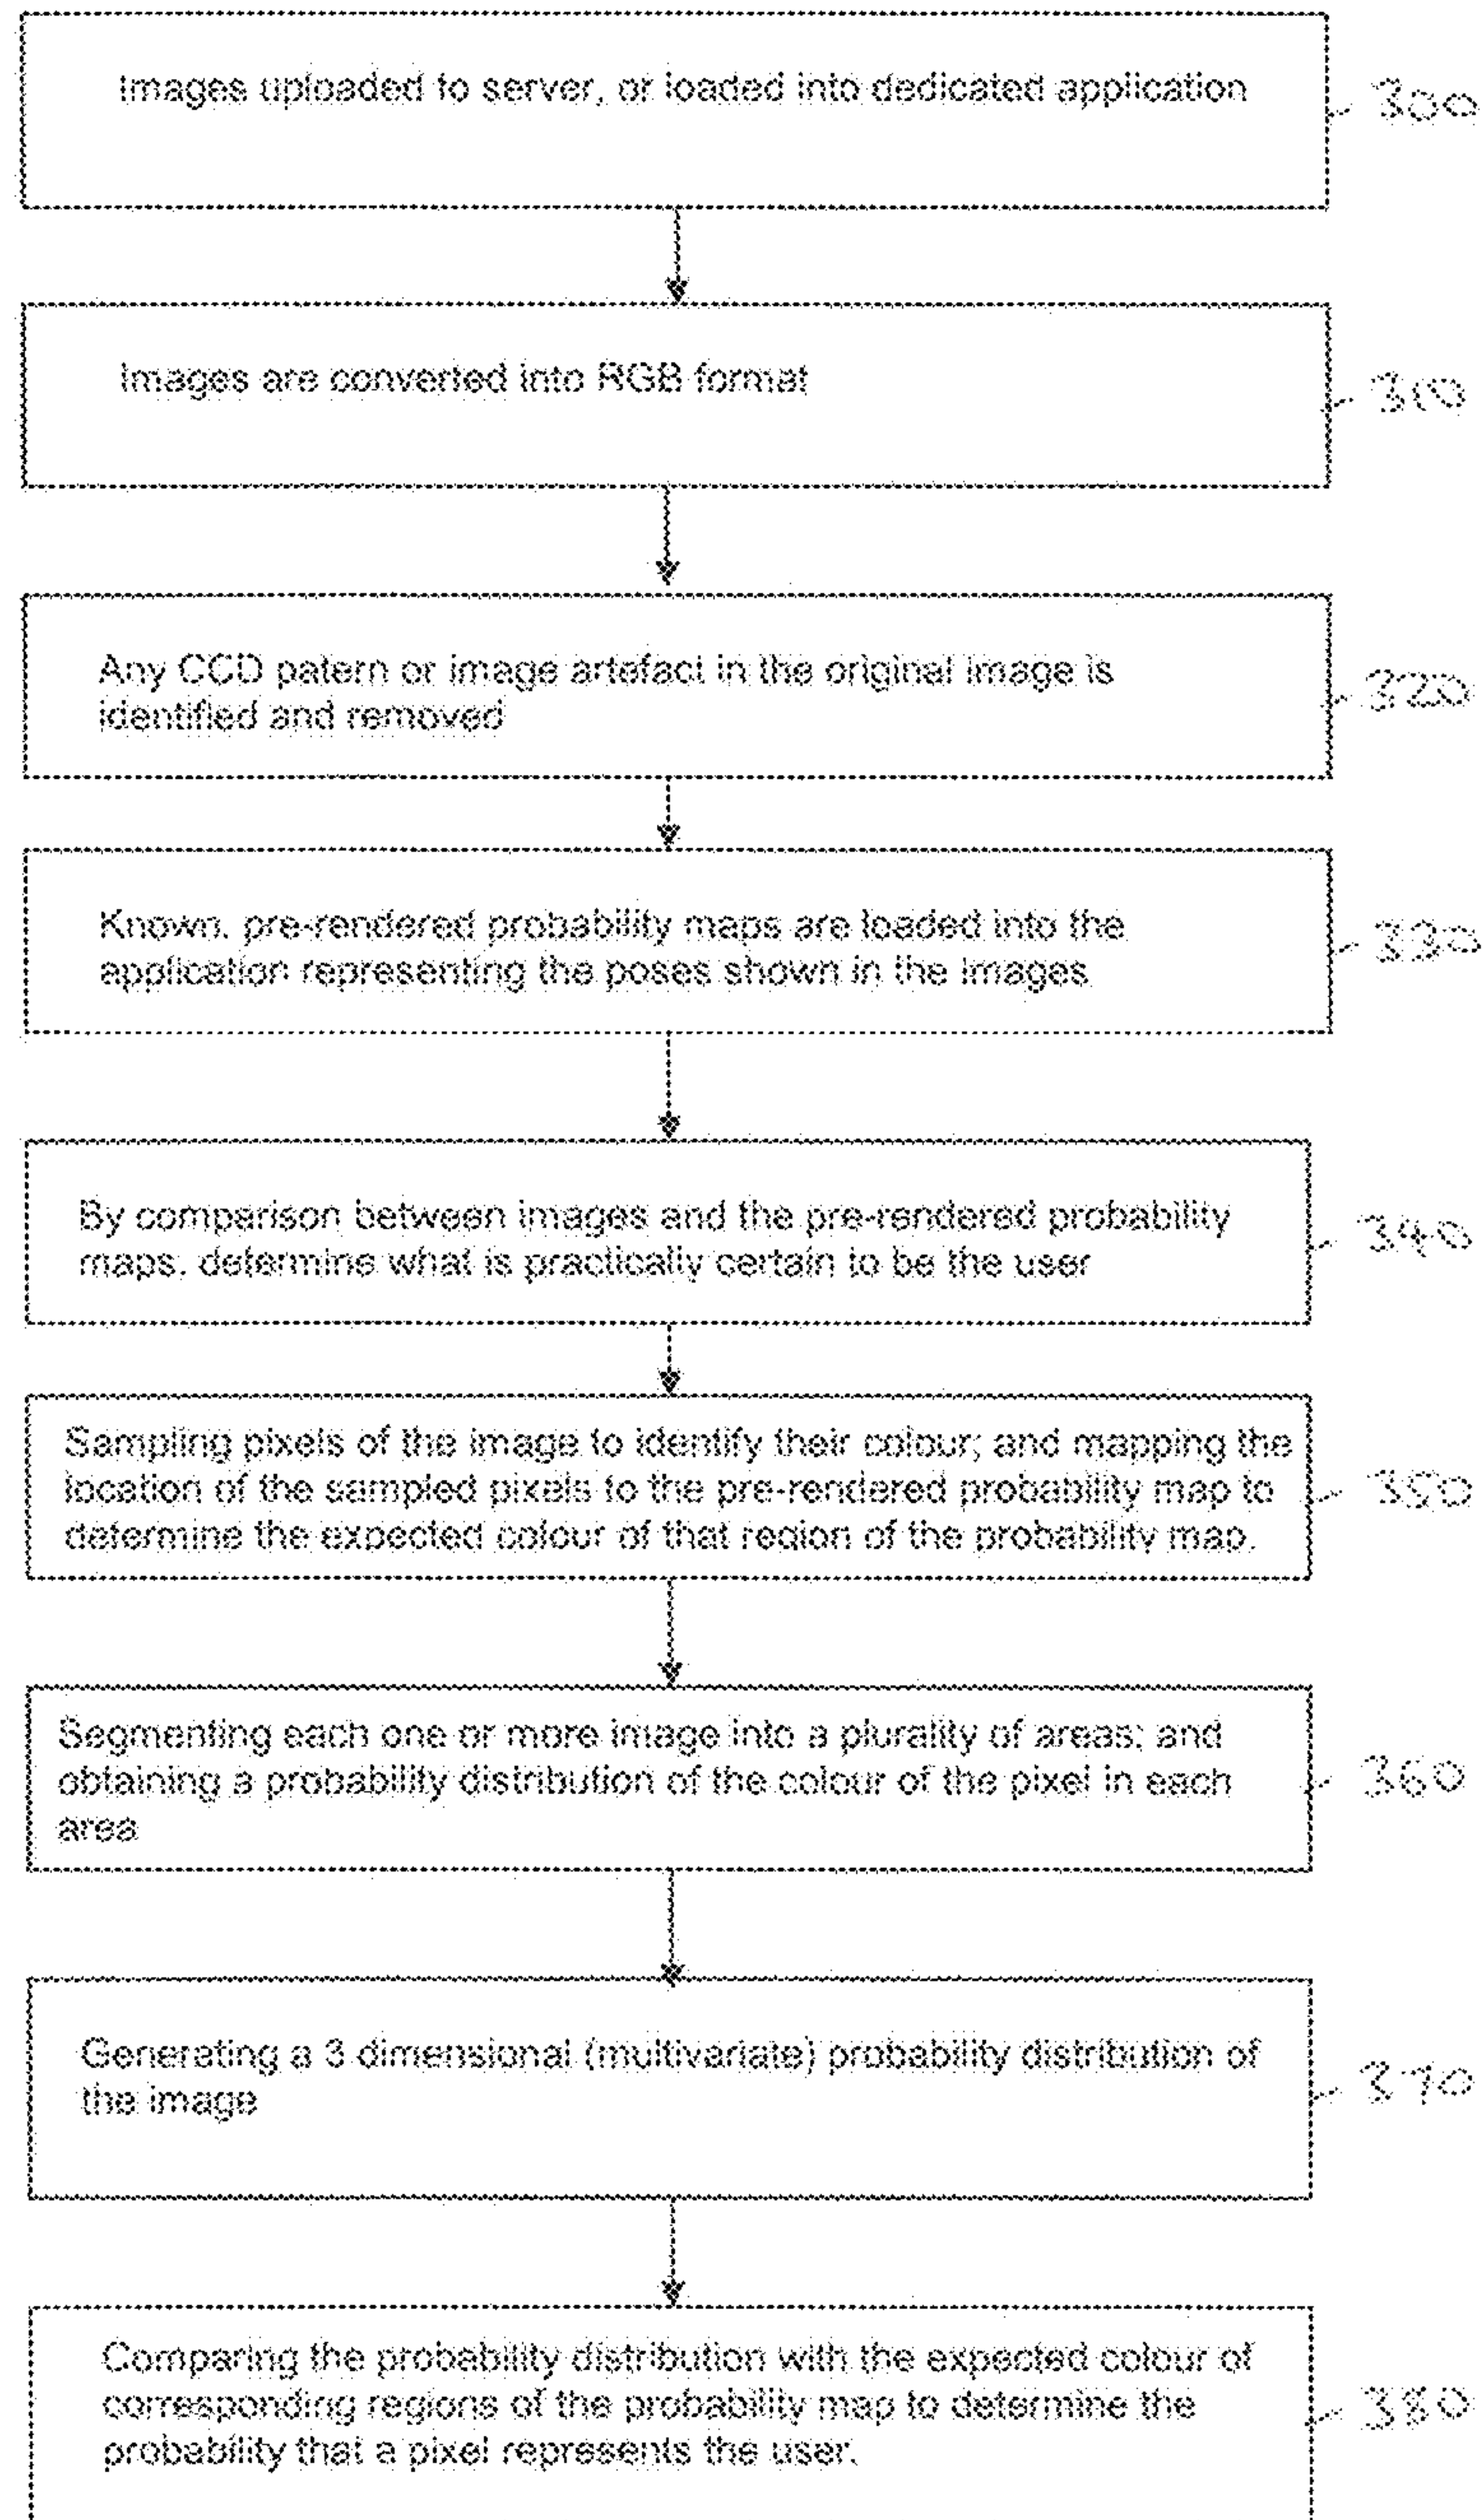 Images uploaded to server, or loaded into dedicated application
300
Images are converted into RGB format
310
Any CCD patern or image artefact in the original image is
identified and removed
320
Known, pre-rendered probability maps are loaded into the
application representing the poses shown in the images
330
By comparison between images and the pre-rendered probability
maps, determine what is practically certain to be the user
340
Sampling pixels of the image to identify their colour; and mapping the
location of the sampled pixels to the pre-rendered probability map to
determine the expected colour of that region of the probability map.
350
Segmenting each one or more image into a plurality of areas; and
obtaining a probability distribution of the colour of the pixel in each
area
360
Generating a 3 dimensional (multivariate) probability distribution of
the image
370
Comparing the probability distribution with the expected colour of
corresponding regions of the probability map to determine the
probability that a pixel represents the user.
380